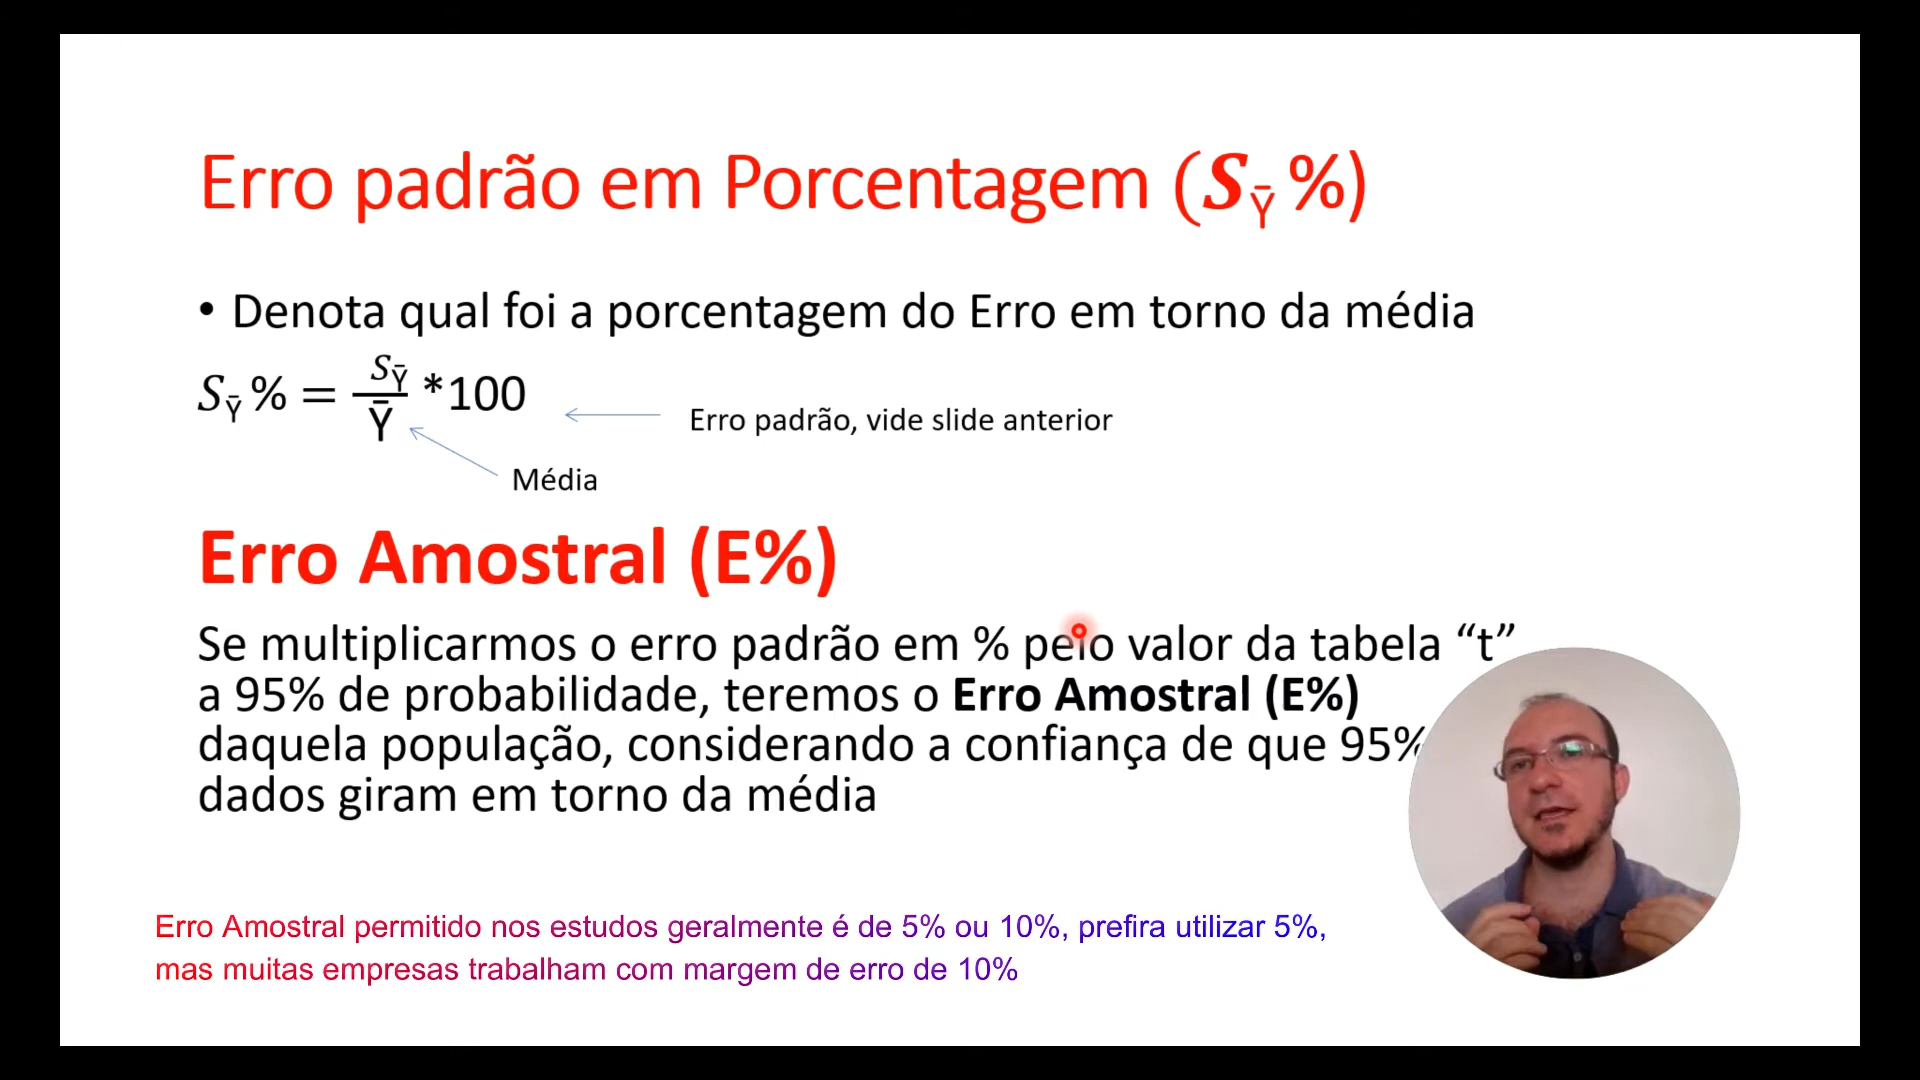 Erro padrão em Porcentagem (S Ȳ %)
• Denota qual foi a porcentagem do Erro em torno da média
S Ȳ % = S Ȳ / Ȳ *100
Erro padrão, vide slide anterior
Média
Erro Amostral (E%)
Se multiplicarmos o erro padrão em % pelo valor da tabela “t”
a 95% de probabilidade, teremos o Erro Amostral (E%)
daquela população, considerando a confiança de que 95%
dados giram em torno da média
Erro Amostral permitido nos estudos geralmente é de 5% ou 10%, prefira utilizar 5%,
mas muitas empresas trabalham com margem de erro de 10%